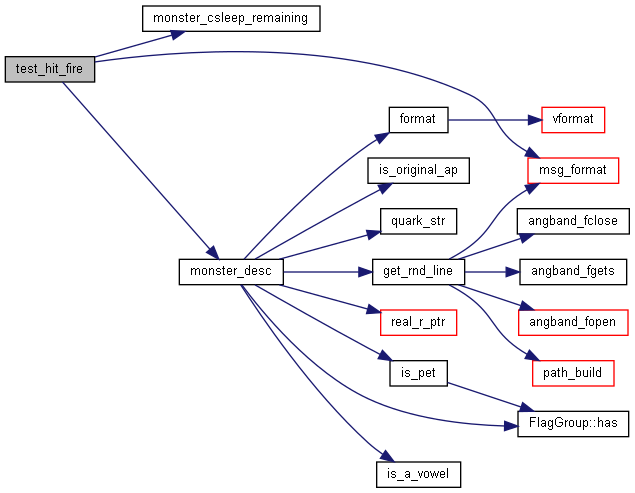 monster_csleep_remaining
test_hit_fire
format
vformat
is_original_ap
msg_format
quark_str
angband_fclose
monster_desc
get_rnd_line
angband_fgets
real_r_ptr
angband_fopen
is_pet
path_build
FlagGroup::has
is_a_vowel